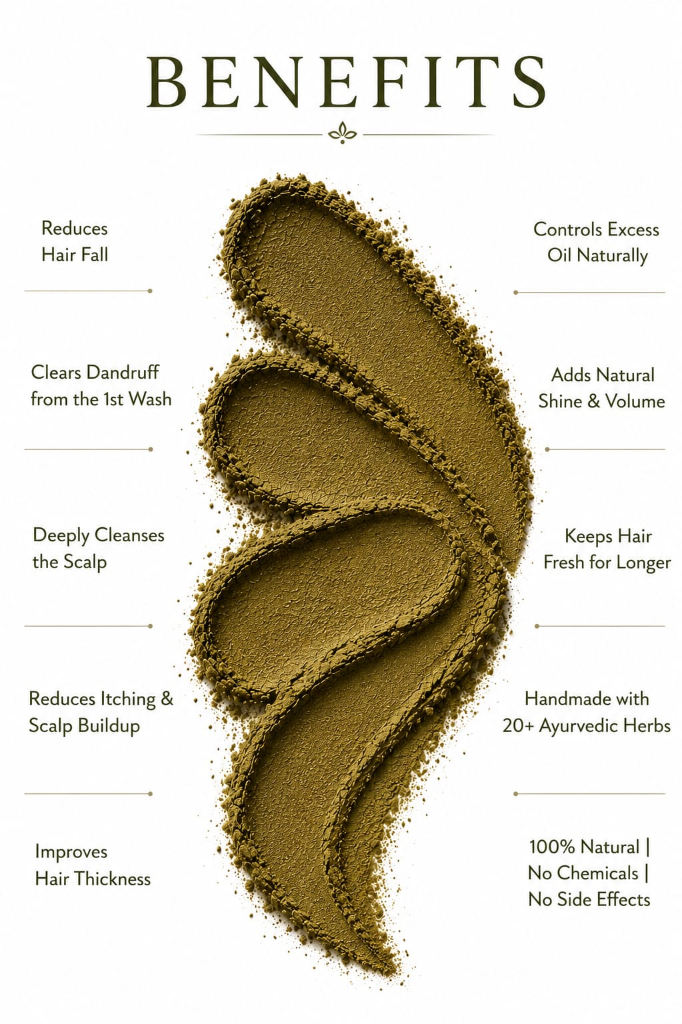 BENEFITS
Reduces
Hair Fall
Controls Excess
Oil Naturally
Clears Dandruff
from the 1st Wash
Adds Natural
Shine & Volume
Deeply Cleanses
the Scalp
Keeps Hair
Fresh for Longer
Reduces Itching &
Scalp Buildup
Handmade with
20+ Ayurvedic Herbs
Improves
Hair Thickness
100% Natural |
No Chemicals |
No Side Effects